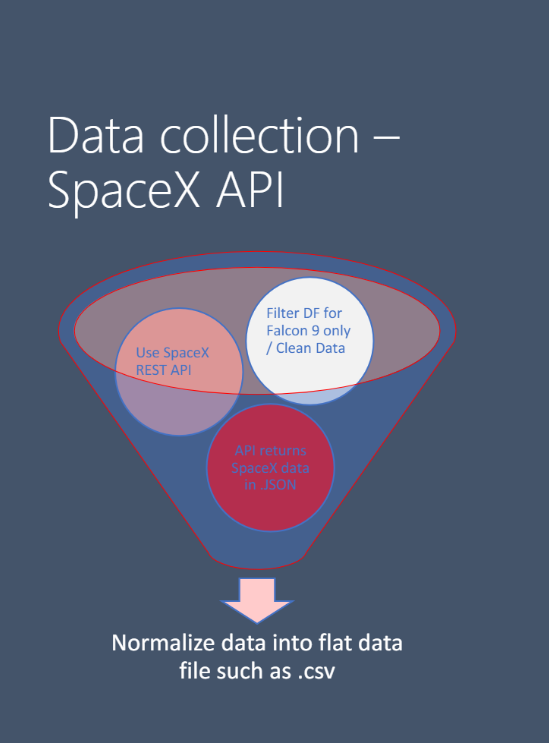 Data collection –
SpaceX API
Filter DF for
Falcon 9 only
/ Clean Data
Use SpaceX
REST API
API returns
SpaceX data
in .JSON
Normalize data into flat data
file such as .csv